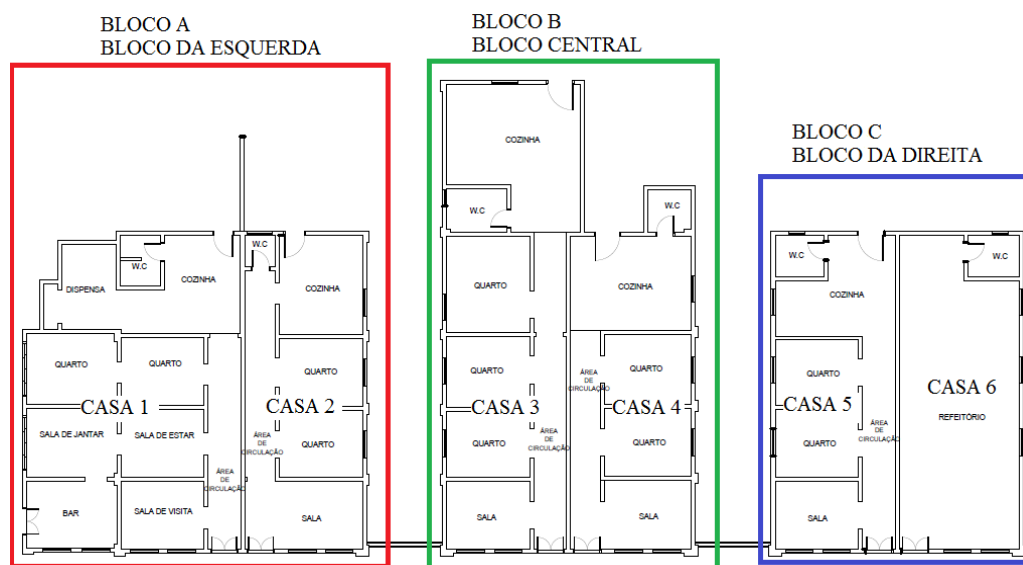 BLOCO A
BLOCO DA ESQUERDA
BLOCO B
BLOCO CENTRAL
BLOCO C
BLOCO DA DIREITA
DISPENSA
W.C
COZINHA
W.C
COZINHA
QUARTO
QUARTO
QUARTO
CASA 1
CASA 2
SALA DE JANTAR
SALA DE ESTAR
ÁREA
DE
CIRCULAÇÃO
QUARTO
ÁREA
DE
CIRCULAÇÃO
BAR
SALA DE VISITA
SALA
COZINHA
W.C
W.C
QUARTO
COZINHA
QUARTO
ÁREA
DE
CIRCULAÇÃO
QUARTO
CASA 3
CASA 4
QUARTO
ÁREA
DE
CIRCULAÇÃO
QUARTO
SALA
SALA
W.C
W.C
COZINHA
QUARTO
CASA 5
CASA 6
REFEITÓRIO
QUARTO
ÁREA
DE
CIRCULAÇÃO
SALA